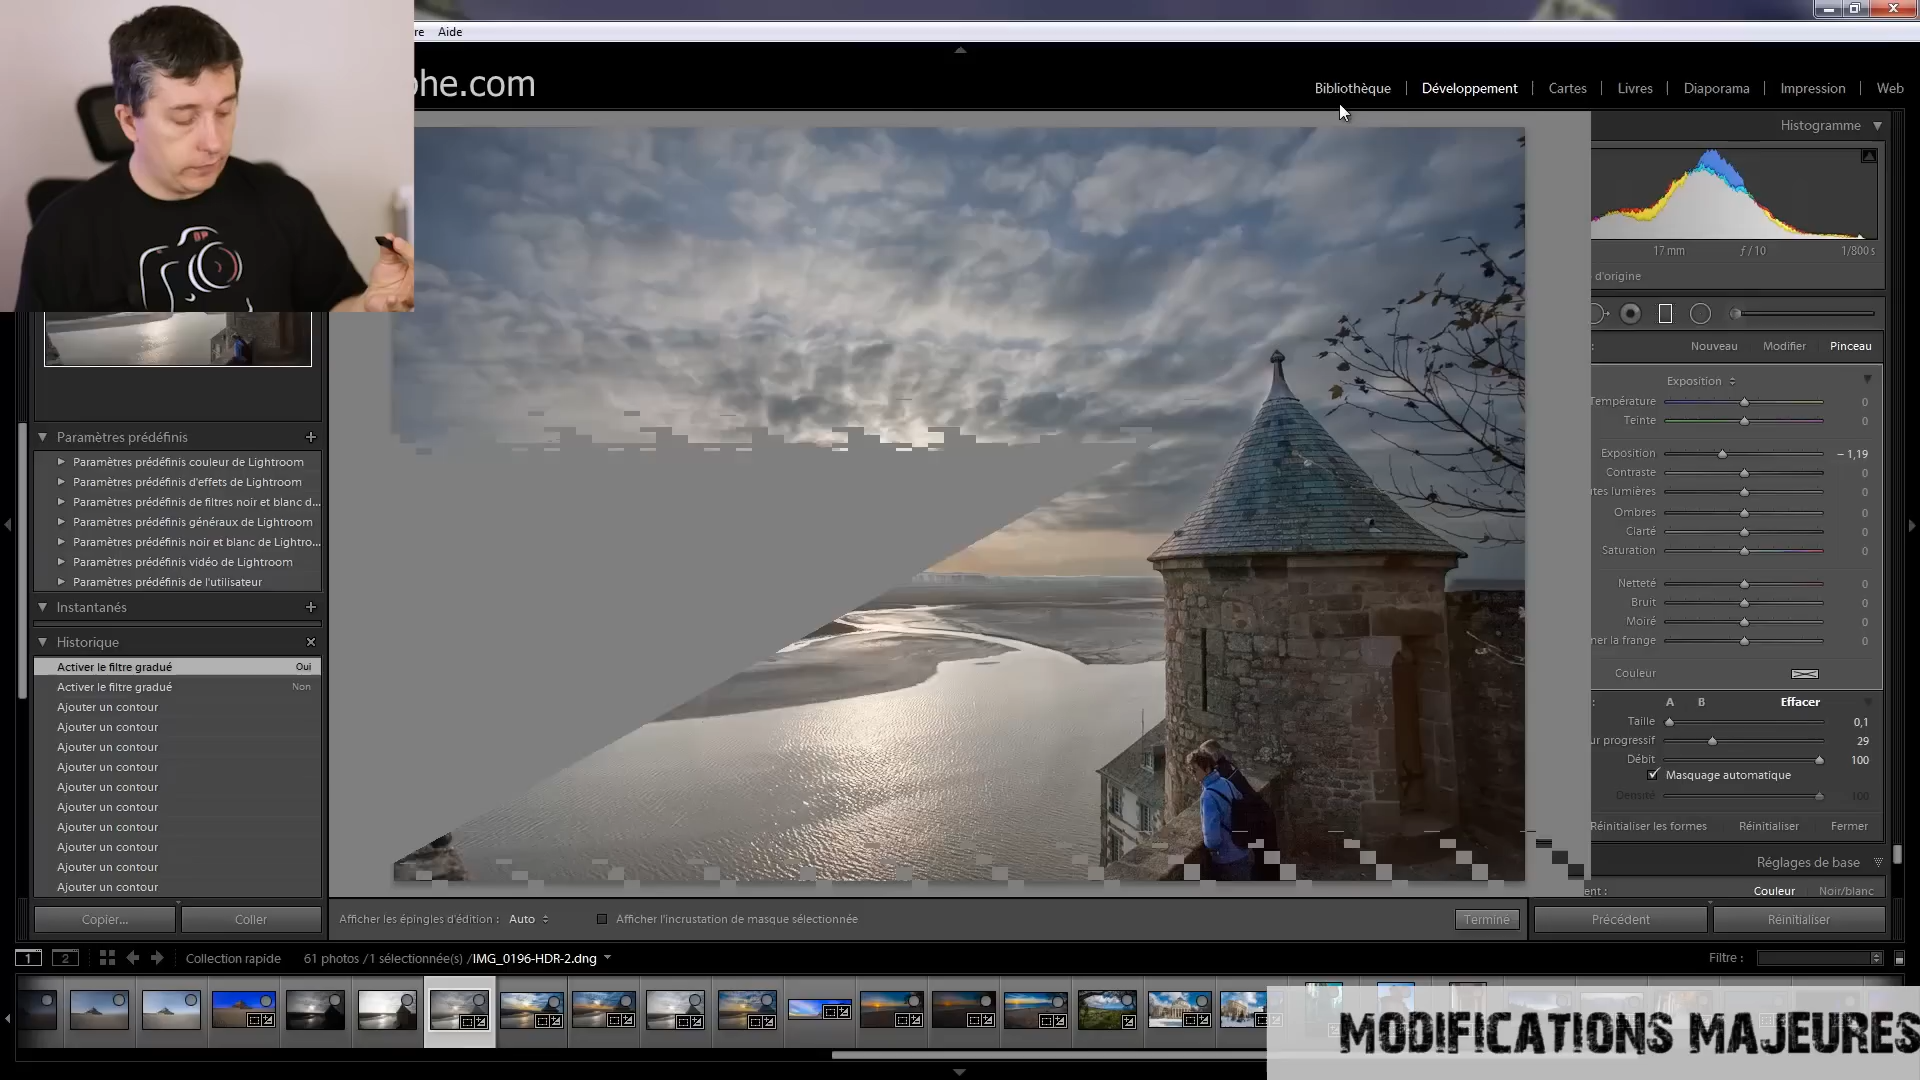 re Aide
phe.com
Bibliothèque | Développement | Cartes | Livres | Diaporama | Impression | Web
Histogramme
17 mm ƒ / 10 1/800 s
d'origine
Nouveau Modifier Pinceau
Exposition
Température 0
Teinte 0
Exposition – 1,19
Contraste 0
tes lumières 0
Ombres 0
Clarté 0
Saturation 0
Netteté 0
Bruit 0
Moiré 0
ner la frange 0
Couleur
: A B Effacer
Taille 0,1
ur progressif 29
Débit 100
Masquage automatique
Densité 100
Réinitialiser les formes Réinitialiser Fermer
Réglages de base
ent : Couleur Noir/blanc
Précédent Réinitialiser
Paramètres prédéfinis
Paramètres prédéfinis couleur de Lightroom
Paramètres prédéfinis d'effets de Lightroom
Paramètres prédéfinis de filtres noir et blanc d...
Paramètres prédéfinis généraux de Lightroom
Paramètres prédéfinis noir et blanc de Lightro...
Paramètres prédéfinis vidéo de Lightroom
Paramètres prédéfinis de l'utilisateur
Instantanés
Historique
Activer le filtre gradué Oui
Activer le filtre gradué Non
Ajouter un contour
Ajouter un contour
Ajouter un contour
Ajouter un contour
Ajouter un contour
Ajouter un contour
Ajouter un contour
Ajouter un contour
Ajouter un contour
Ajouter un contour
Copier... Coller
Afficher les épingles d'édition : Auto Afficher l'incrustation de masque sélectionnée Terminé
1 2 Collection rapide 61 photos /1 sélectionnée(s) /IMG_0196-HDR-2.dng Filtre :
MODIFICATIONS MAJEURES